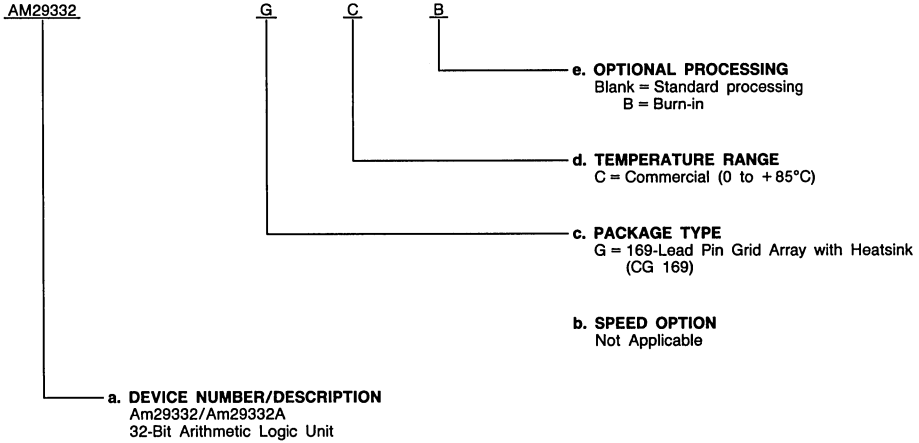 AM29332 G C B
e. OPTIONAL PROCESSING
Blank = Standard processing
B = Burn-in
d. TEMPERATURE RANGE
C = Commercial (0 to +85°C)
c. PACKAGE TYPE
G = 169-Lead Pin Grid Array with Heatsink
(CG 169)
b. SPEED OPTION
Not Applicable
a. DEVICE NUMBER/DESCRIPTION
Am29332/Am29332A
32-Bit Arithmetic Logic Unit